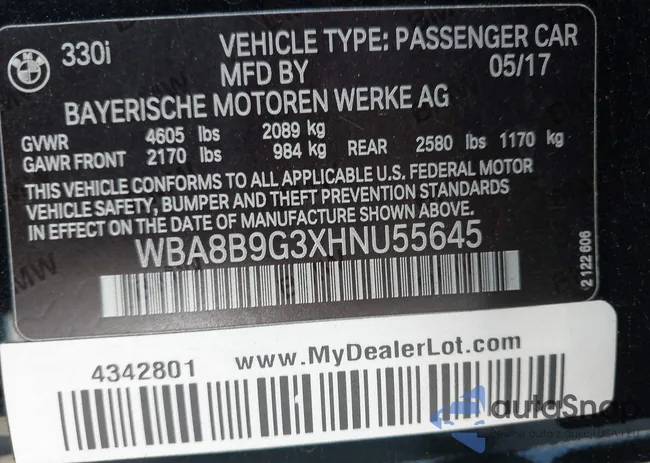 330i VEHICLE TYPE: PASSENGER CAR
MFD BY 05/17
BAYERISCHE MOTOREN WERKE AG
GVWR 4605 lbs 2089 kg
GAWR FRONT 2170 lbs 984 kg REAR 2580 lbs 1170 kg
THIS VEHICLE CONFORMS TO ALL APPLICABLE U.S. FEDERAL MOTOR
VEHICLE SAFETY, BUMPER AND THEFT PREVENTION STANDARDS
IN EFFECT ON THE DATE OF MANUFACTURE SHOWN ABOVE.
WBA8B9G3XHNU55645
2 122 606
4342801 www.MyDealerLot.com
autoSnap